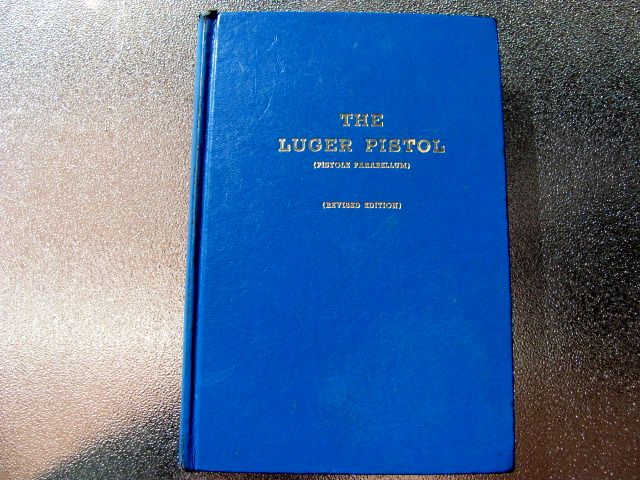 THE
LUGER PISTOL
(PISTOLE PARABELLUM)
(REVISED EDITION)